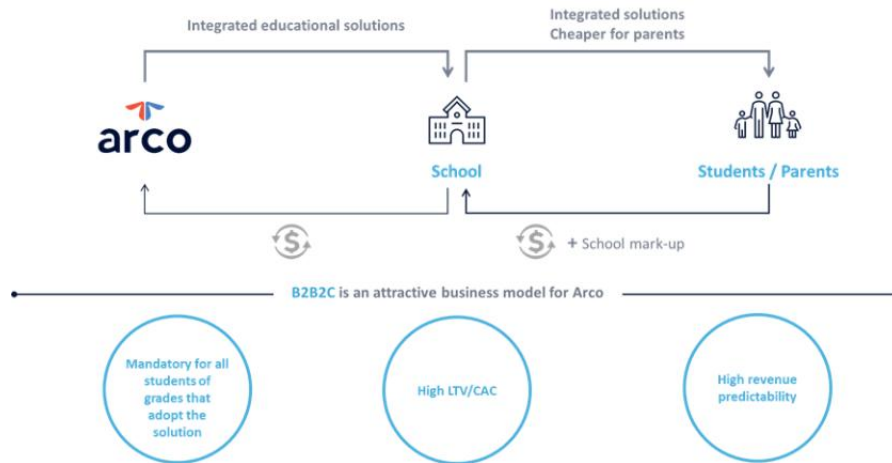 Integrated educational solutions
Integrated solutions
Cheaper for parents
arco
School
Students / Parents
$
$
+ School mark-up
B2B2C is an attractive business model for Arco
Mandatory for all
students of
grades that
adopt the
solution
High LTV/CAC
High revenue
predictability